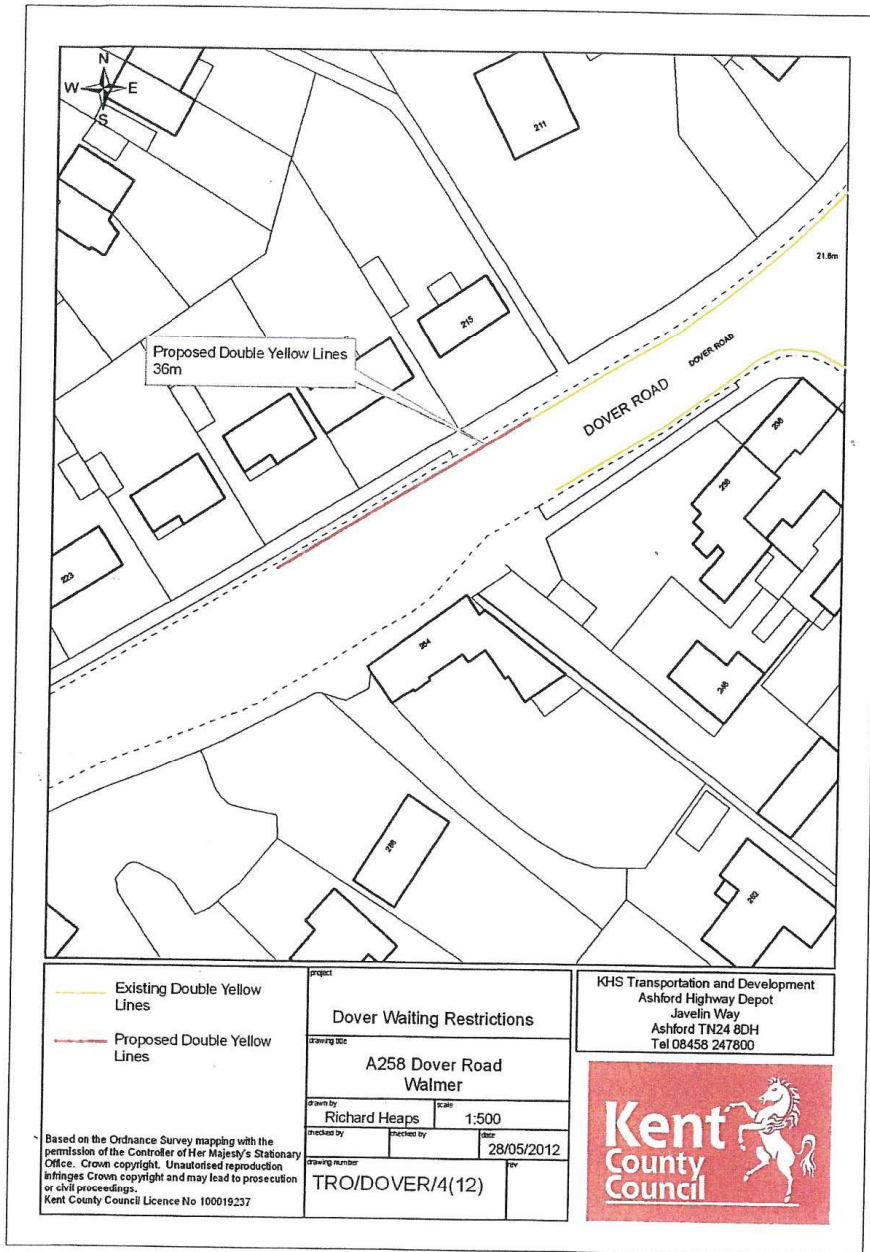 N
W E
S
211
21.6m
215
Proposed Double Yellow Lines
36m
DOVER ROAD
DOVER ROAD
223
264
246
262
Existing Double Yellow
Lines
Proposed Double Yellow
Lines
Based on the Ordnance Survey mapping with the
permission of the Controller of Her Majesty's Stationary
Office. Crown copyright. Unautorised reproduction
infringes Crown copyright and may lead to prosecution
or civil proceedings.
Kent County Council Licence No 100019237
project
Dover Waiting Restrictions
drawing title
A258 Dover Road
Walmer
drawn by
Richard Heaps
scale
1:500
checked by
checked by
date
28/05/2012
drawing number
TRO/DOVER/4(12)
rev
KHS Transportation and Development
Ashford Highway Depot
Javelin Way
Ashford TN24 8DH
Tel 08458 247800
Kent
County
Council